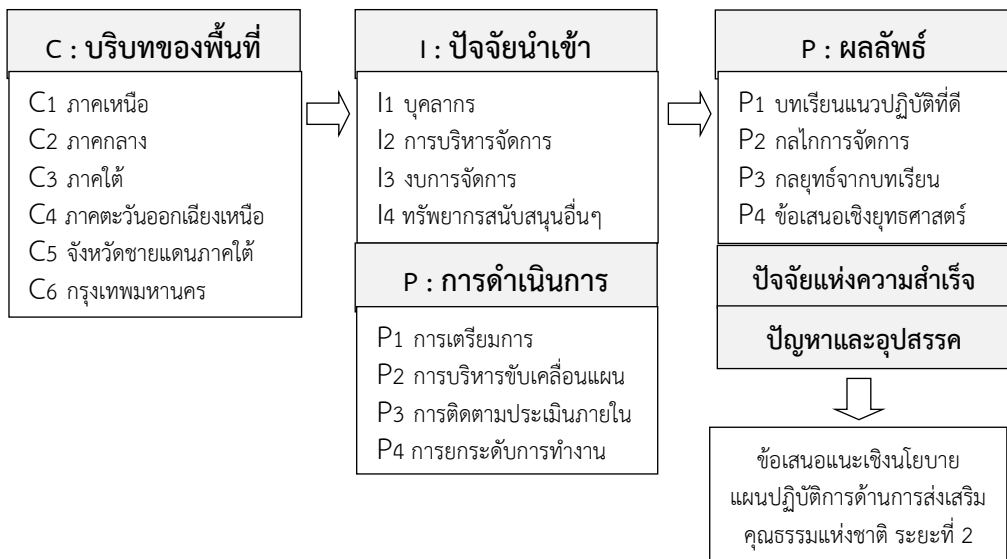 C : บริบทของพื้นที่
C1 ภาคเหนือ
C2 ภาคกลาง
C3 ภาคใต้
C4 ภาคตะวันออกเฉียงเหนือ
C5 จังหวัดชายแดนภาคใต้
C6 กรุงเทพมหานคร
I : ปัจจัยนำเข้า
I1 บุคลากร
I2 การบริหารจัดการ
I3 งบการจัดการ
I4 ทรัพยากรสนับสนุนอื่นๆ
P : การดำเนินการ
P1 การเตรียมการ
P2 การบริหารขับเคลื่อนแผน
P3 การติดตามประเมินภายใน
P4 การยกระดับการทำงาน
P : ผลลัพธ์
P1 บทเรียนแนวปฏิบัติที่ดี
P2 กลไกการจัดการ
P3 กลยุทธ์จากบทเรียน
P4 ข้อเสนอเชิงยุทธศาสตร์
ปัจจัยแห่งความสำเร็จ
ปัญหาและอุปสรรค
ข้อเสนอแนะเชิงนโยบาย
แผนปฏิบัติการด้านการส่งเสริม
คุณธรรมแห่งชาติ ระยะที่ 2